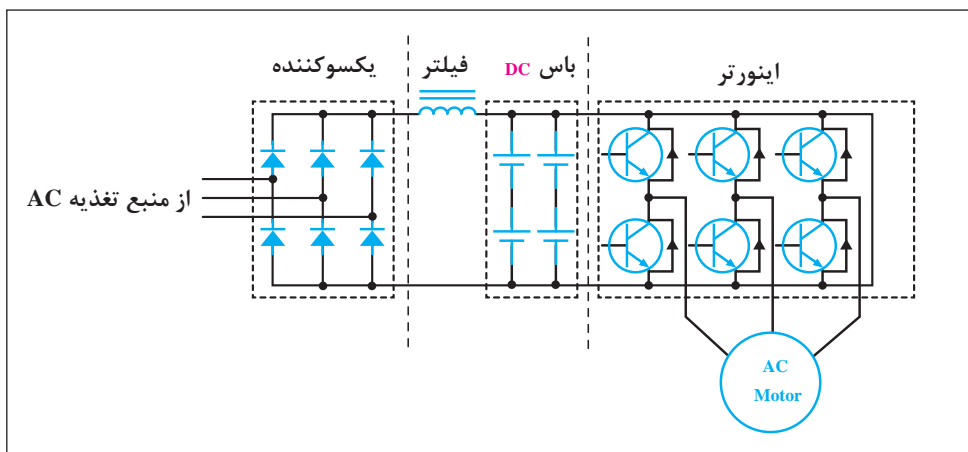 اینورتر
باس DC
فیلتر
یکسوکننده
از منبع تغذیه AC
AC
Motor